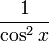 1
cos² x